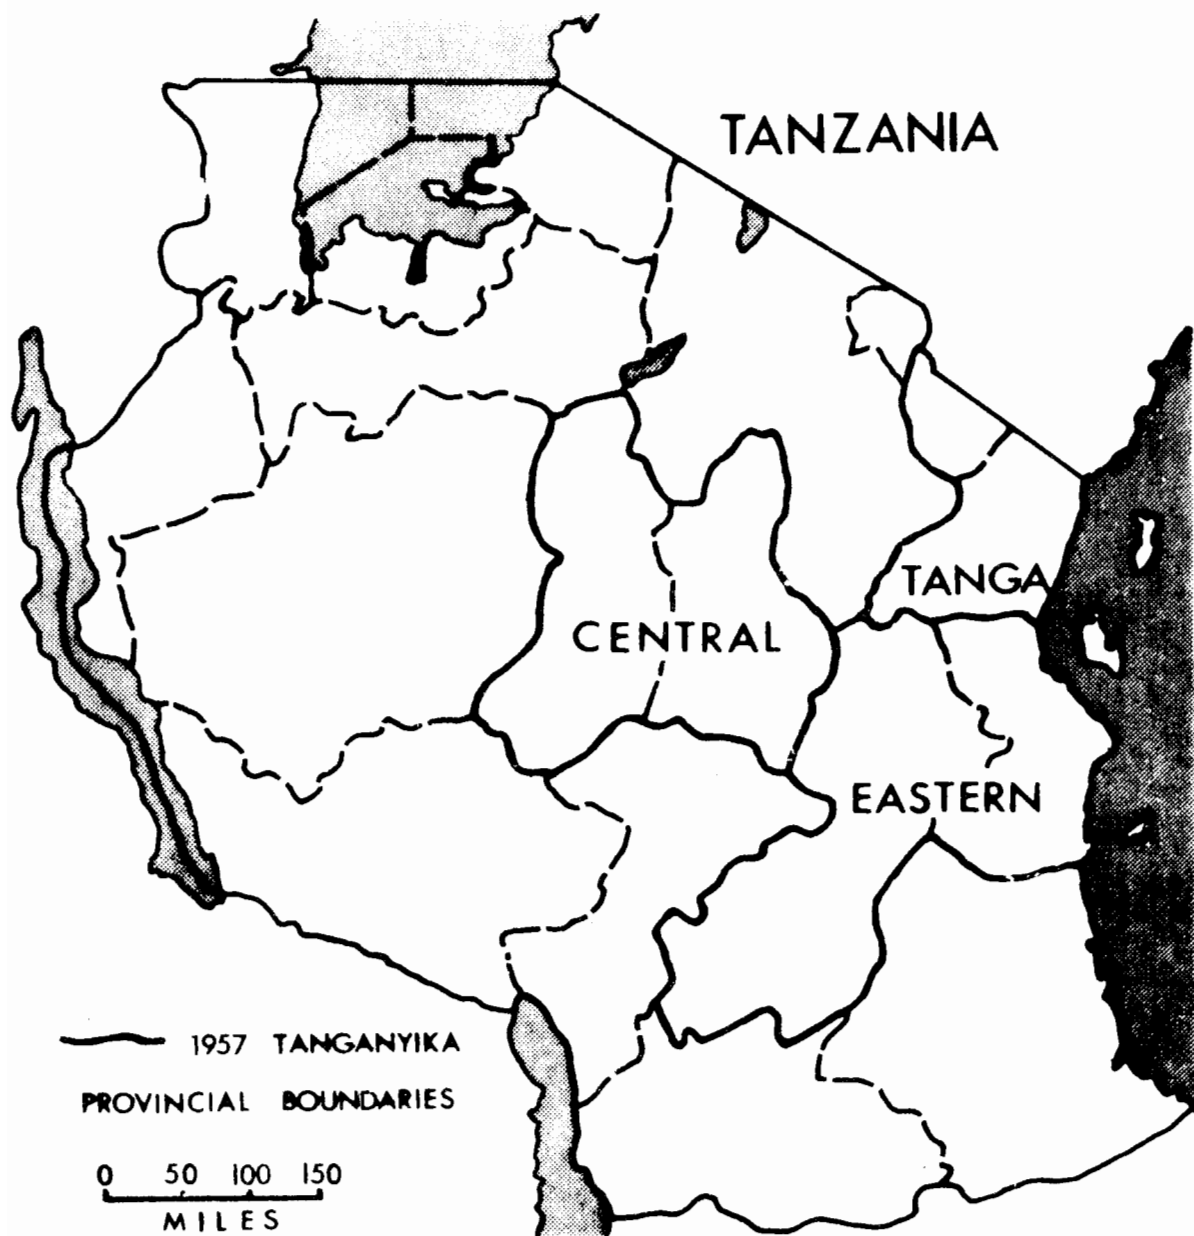 TANZANIA
TANGA
CENTRAL
EASTERN
1957 TANGANYIKA
PROVINCIAL BOUNDARIES
0 50 100 150
MILES